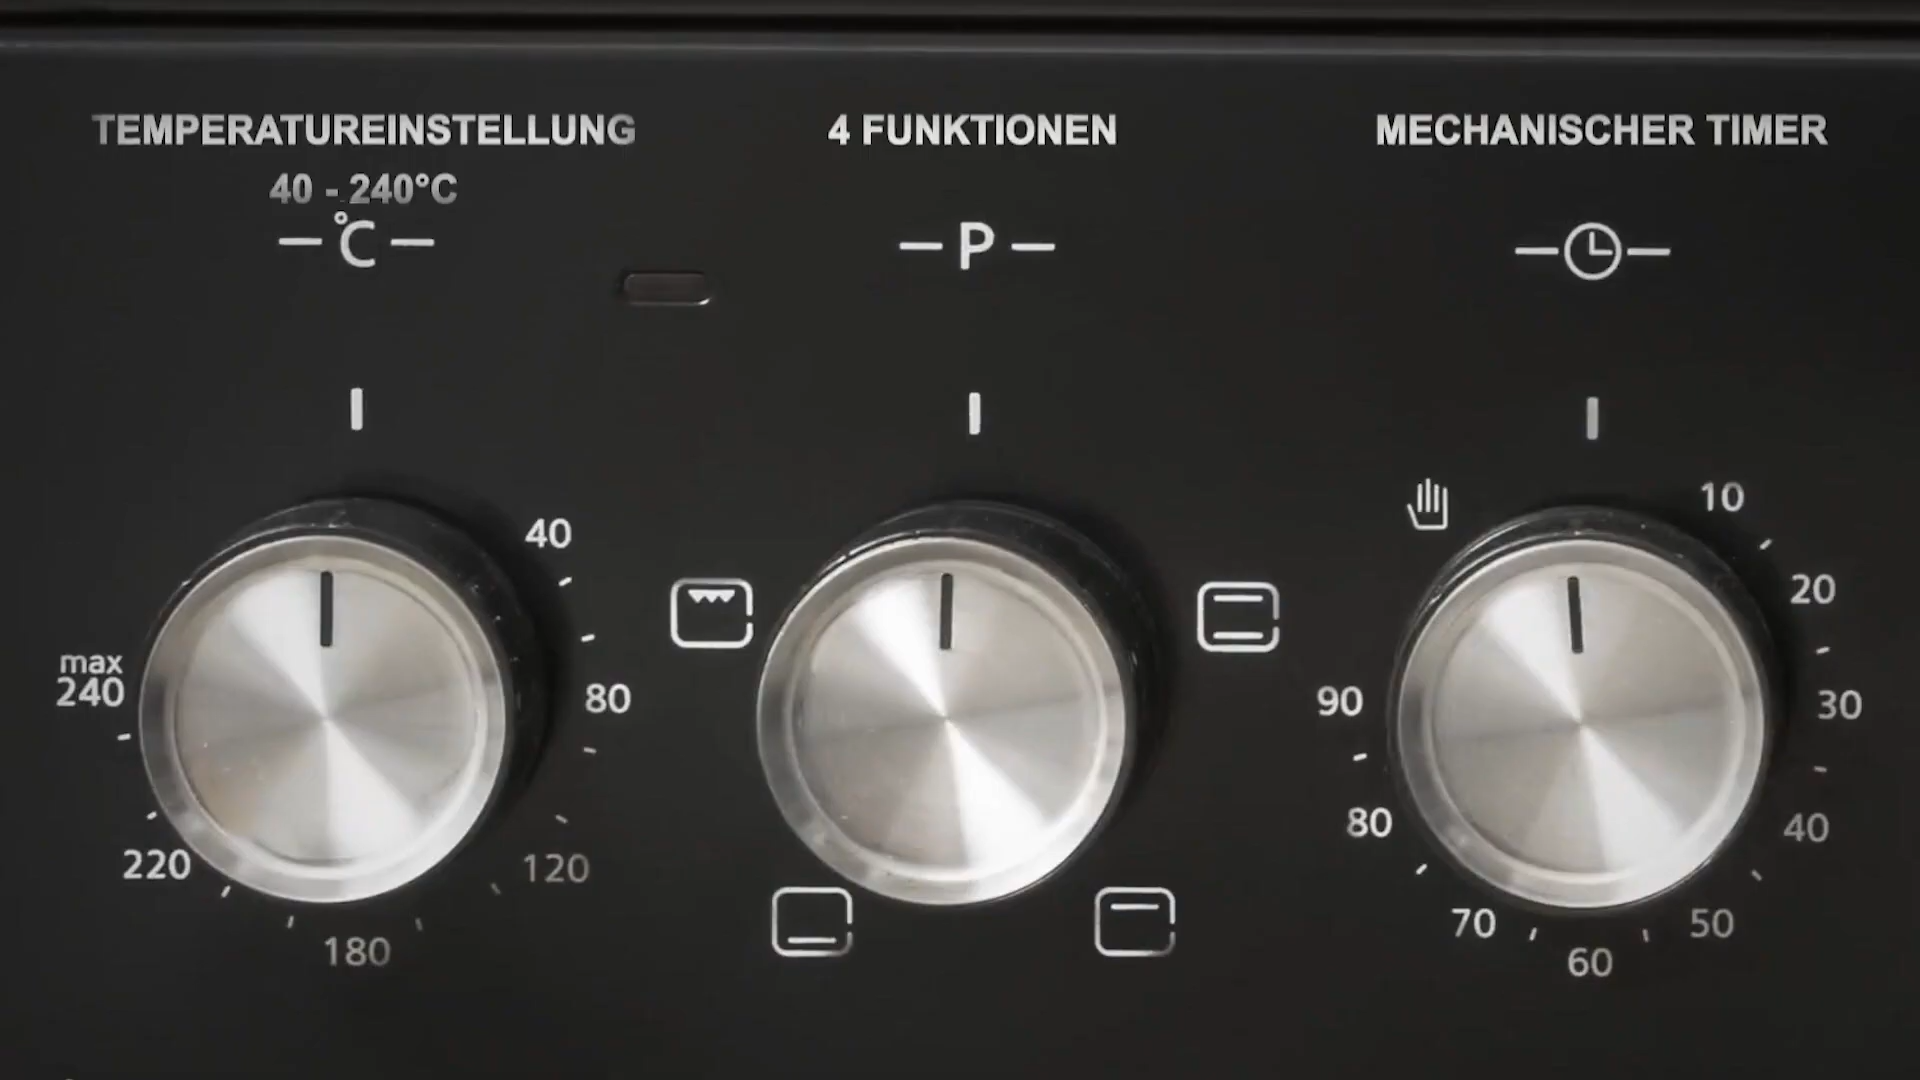 TEMPERATUREINSTELLUNG
40 - 240°C
°C
4 FUNKTIONEN
P
MECHANISCHER TIMER
40
80
120
180
220
max
240
10
20
30
40
50
60
70
80
90